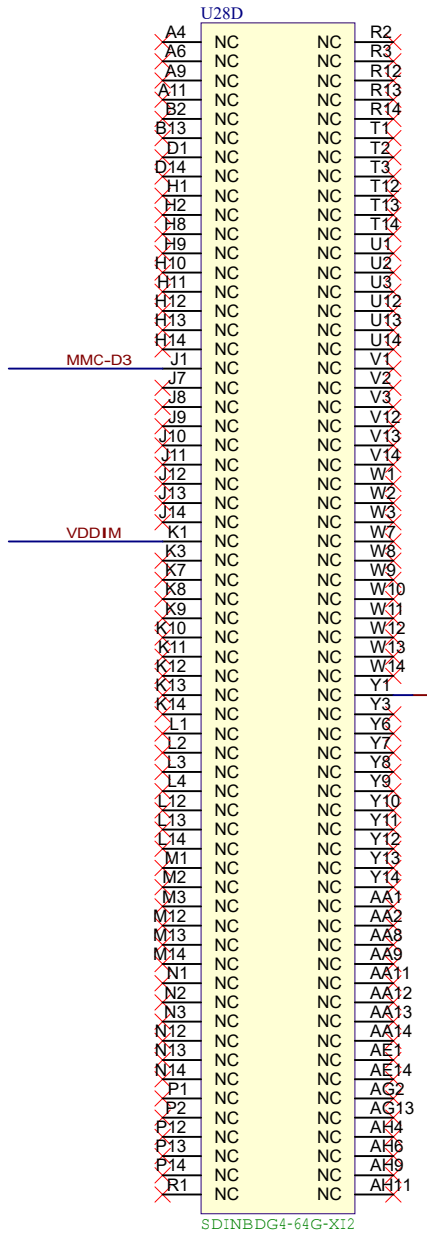 U28D
A4 NC NC R2
A6 NC NC R3
A9 NC NC R12
A11 NC NC R13
B2 NC NC R14
B13 NC NC T1
D1 NC NC T2
D14 NC NC T3
H1 NC NC T12
H2 NC NC T13
H8 NC NC T14
H9 NC NC U1
H10 NC NC U2
H11 NC NC U3
H12 NC NC U12
H13 NC NC U13
H14 NC NC U14
MMC-D3 J1 NC NC V1
J7 NC NC V2
J8 NC NC V3
J9 NC NC V12
J10 NC NC V13
J11 NC NC V14
J12 NC NC W1
J13 NC NC W2
J14 NC NC W3
VDDIM K1 NC NC W7
K3 NC NC W8
K7 NC NC W9
K8 NC NC W10
K9 NC NC W11
K10 NC NC W12
K11 NC NC W13
K12 NC NC W14
K13 NC NC Y1
K14 NC NC Y3
L1 NC NC Y6
L2 NC NC Y7
L3 NC NC Y8
L4 NC NC Y9
L12 NC NC Y10
L13 NC NC Y11
L14 NC NC Y12
M1 NC NC Y13
M2 NC NC Y14
M3 NC NC AA1
M12 NC NC AA2
M13 NC NC AA8
M14 NC NC AA9
N1 NC NC AA11
N2 NC NC AA12
N3 NC NC AA13
N12 NC NC AA14
N13 NC NC AE1
N14 NC NC AE14
P1 NC NC AG2
P2 NC NC AG13
P12 NC NC AH4
P13 NC NC AH6
P14 NC NC AH9
R1 NC NC AH11
SDINBDG4-64G-XI2